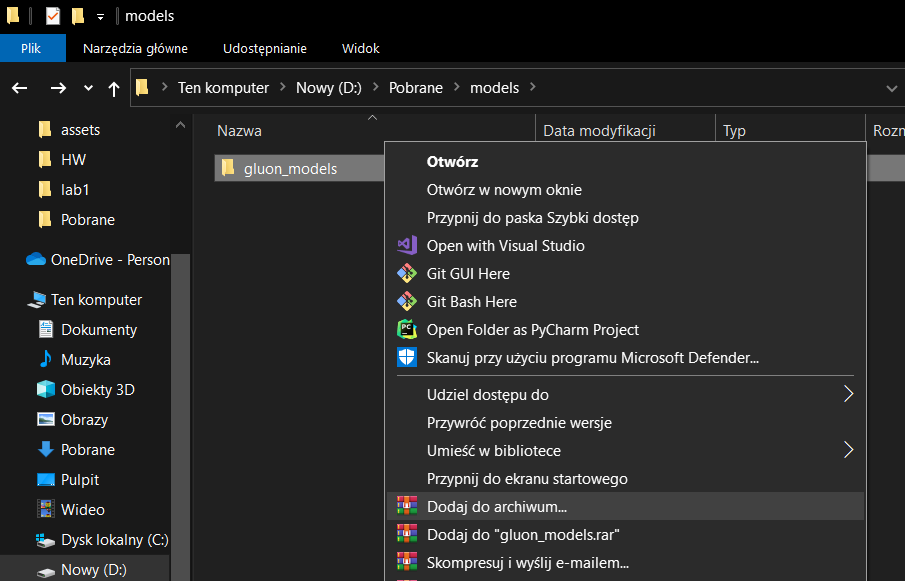 models
Plik Narzędzia główne Udostępnianie Widok
Ten komputer Nowy (D:) Pobrane models
assets
HW
lab1
Pobrane
OneDrive - Person
Ten komputer
Dokumenty
Muzyka
Obiekty 3D
Obrazy
Pobrane
Pulpit
Wideo
Dysk lokalny (C:)
Nowy (D:)
Nazwa Data modyfikacji Typ Rozm
gluon_models
Otwórz
Otwórz w nowym oknie
Przypnij do paska Szybki dostęp
Open with Visual Studio
Git GUI Here
Git Bash Here
Open Folder as PyCharm Project
Skanuj przy użyciu programu Microsoft Defender...
Udziel dostępu do
Przywróć poprzednie wersje
Umieść w bibliotece
Przypnij do ekranu startowego
Dodaj do archiwum...
Dodaj do "gluon_models.rar"
Skompresuj i wyślij e-mailem...